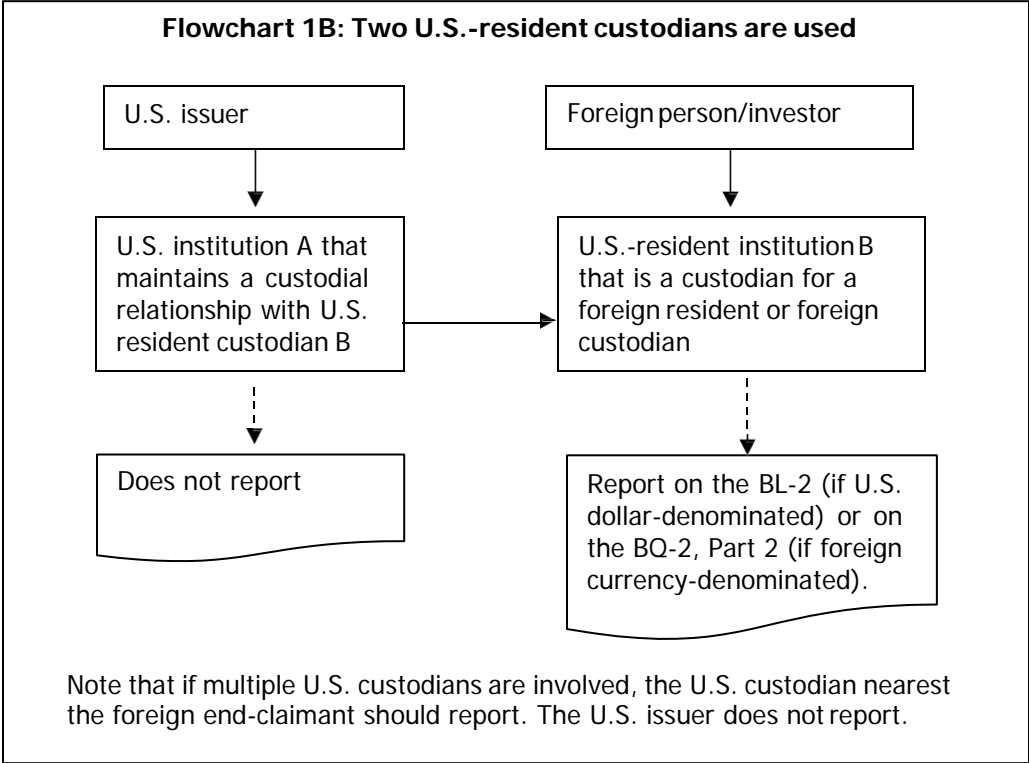 Flowchart 1B: Two U.S.-resident custodians are used
U.S. issuer
Foreign person/investor
U.S. institution A that
maintains a custodial
relationship with U.S.
resident custodian B
U.S.-resident institution B
that is a custodian for a
foreign resident or foreign
custodian
Does not report
Report on the BL-2 (if U.S.
dollar-denominated) or on
the BQ-2, Part 2 (if foreign
currency-denominated).
Note that if multiple U.S. custodians are involved, the U.S. custodian nearest
the foreign end-claimant should report. The U.S. issuer does not report.